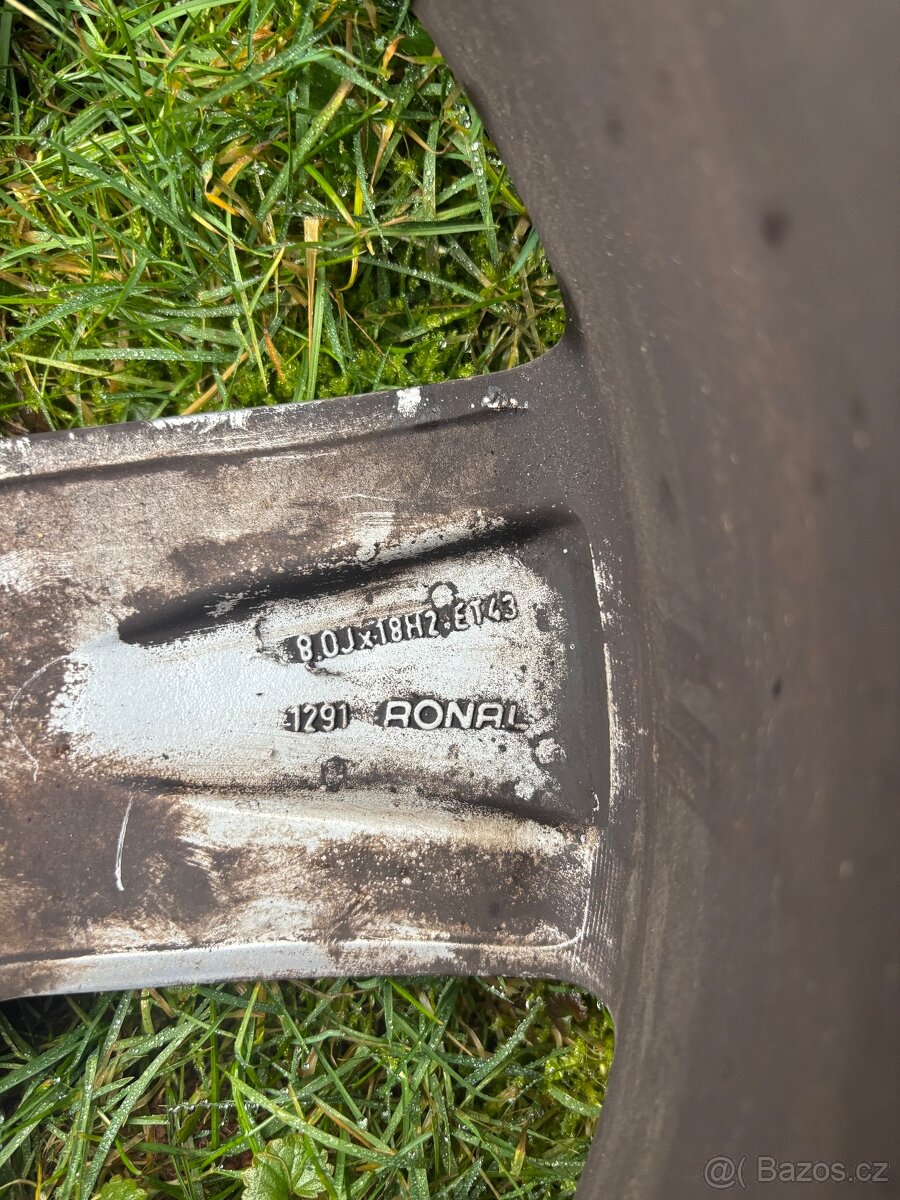 8.0Jx18H2 ET43
1291 RONAL
@( Bazos.cz